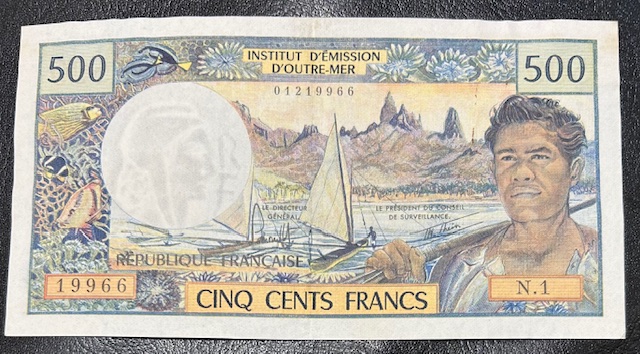 500
INSTITUT D'ÉMISSION
D'OUTRE-MER
500
01219966
LE DIRECTEUR
GÉNÉRAL,
LE PRÉSIDENT DU CONSEIL
DE SURVEILLANCE,
RÉPUBLIQUE FRANÇAISE
19966
CINQ CENTS FRANCS
N.1